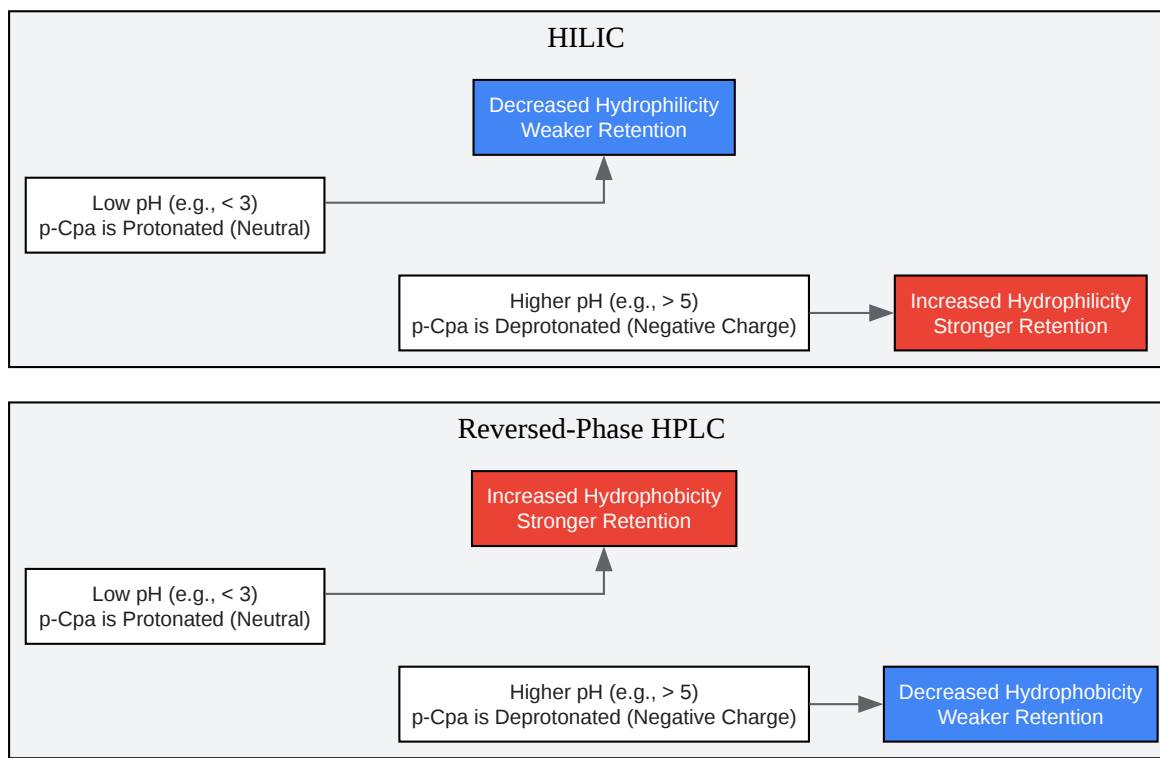 HILIC
Decreased Hydrophilicity
Weaker Retention
Low pH (e.g., < 3)
p-Cpa is Protonated (Neutral)
Higher pH (e.g., > 5)
p-Cpa is Deprotonated (Negative Charge)
Increased Hydrophilicity
Stronger Retention
Reversed-Phase HPLC
Increased Hydrophobicity
Stronger Retention
Low pH (e.g., < 3)
p-Cpa is Protonated (Neutral)
Higher pH (e.g., > 5)
p-Cpa is Deprotonated (Negative Charge)
Decreased Hydrophobicity
Weaker Retention